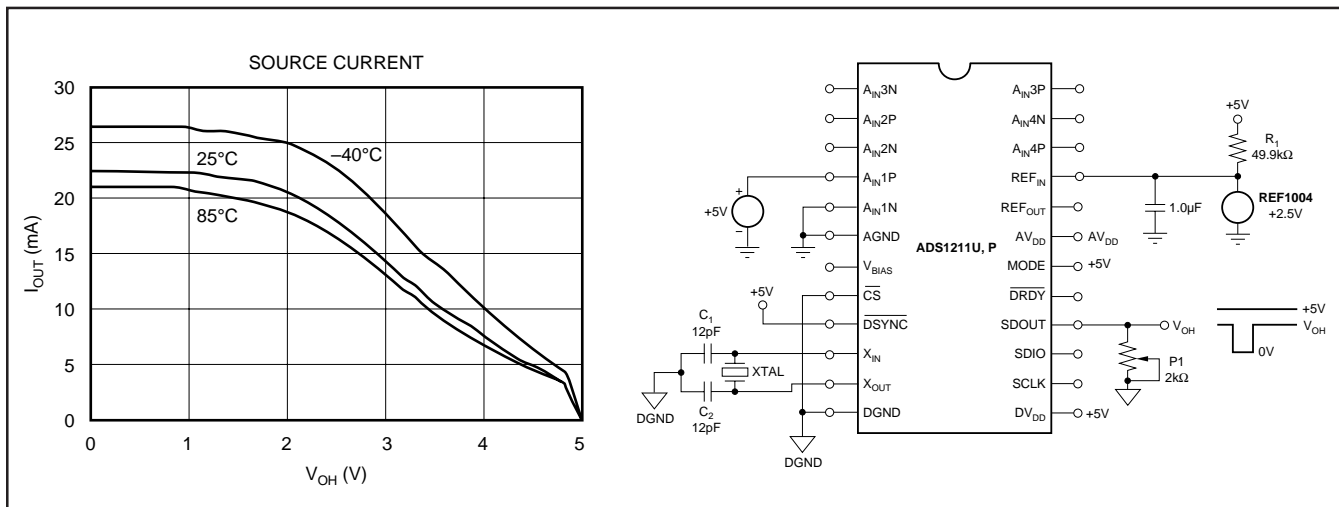 SOURCE CURRENT
30
25
20
15
10
5
0
I_OUT (mA)
–40°C
25°C
85°C
0
1
2
3
4
5
V_OH (V)
A_IN3N
A_IN2P
A_IN2N
A_IN1P
A_IN1N
AGND
V_BIAS
C̅S̅
D̅S̅Y̅N̅C̅
X_IN
X_OUT
DGND
ADS1211U, P
A_IN3P
A_IN4N
A_IN4P
REF_IN
REF_OUT
AV_DD
MODE
D̅R̅D̅Y̅
SDOUT
SDIO
SCLK
DV_DD
+
+5V
–
+5V
C_1
12pF
XTAL
C_2
12pF
DGND
DGND
+5V
R_1
49.9kΩ
1.0µF
REF1004
+2.5V
AV_DD
+5V
V_OH
P1
2kΩ
+5V
+5V
V_OH
0V